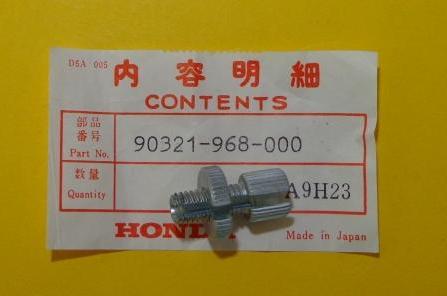 D5A 005
内容明細
CONTENTS
部品番号
Part No. 90321-968-000
数量
Quantity A9H23
HONDA Made in Japan